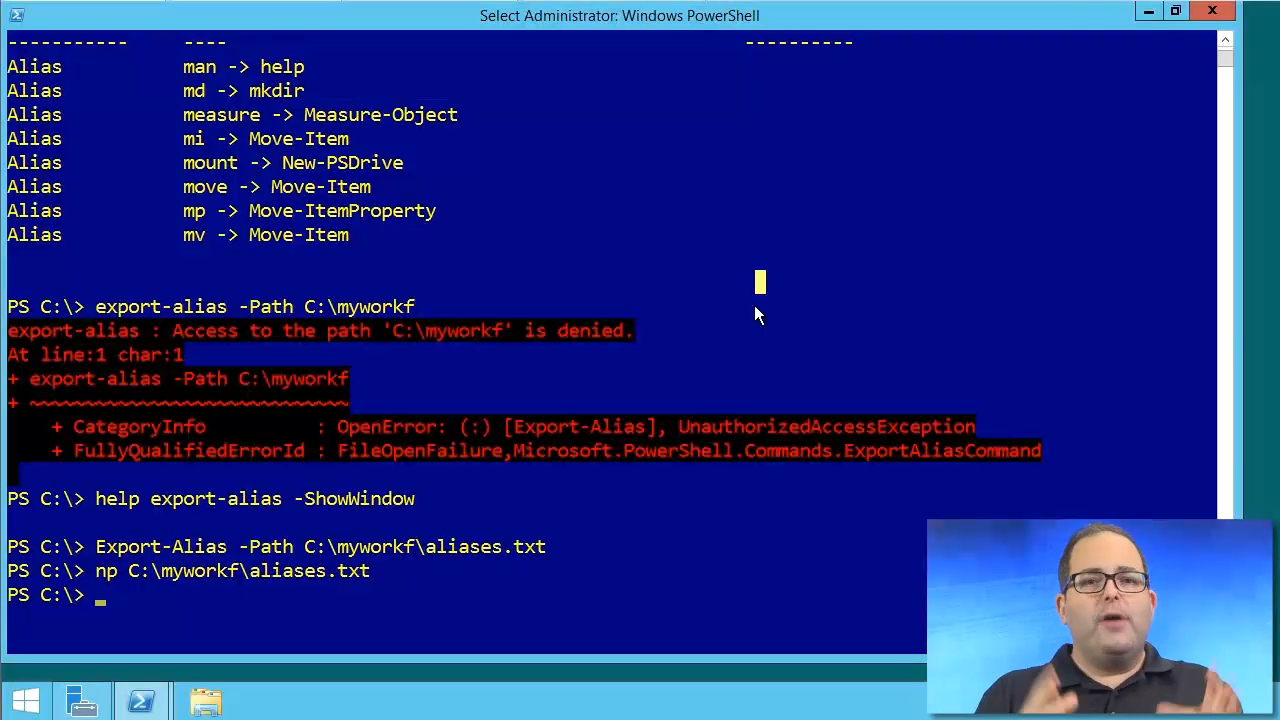 Select Administrator: Windows PowerShell
----------- ---- ----------
Alias man -> help
Alias md -> mkdir
Alias measure -> Measure-Object
Alias mi -> Move-Item
Alias mount -> New-PSDrive
Alias move -> Move-Item
Alias mp -> Move-ItemProperty
Alias mv -> Move-Item
PS C:\> export-alias -Path C:\myworkf
export-alias : Access to the path 'C:\myworkf' is denied.
At line:1 char:1
+ export-alias -Path C:\myworkf
+ ~~~~~~~~~~~~~~~~~~~~~~~~~~~~~
+ CategoryInfo : OpenError: (:) [Export-Alias], UnauthorizedAccessException
+ FullyQualifiedErrorId : FileOpenFailure,Microsoft.PowerShell.Commands.ExportAliasCommand
PS C:\> help export-alias -ShowWindow
PS C:\> Export-Alias -Path C:\myworkf\aliases.txt
PS C:\> np C:\myworkf\aliases.txt
PS C:\> _